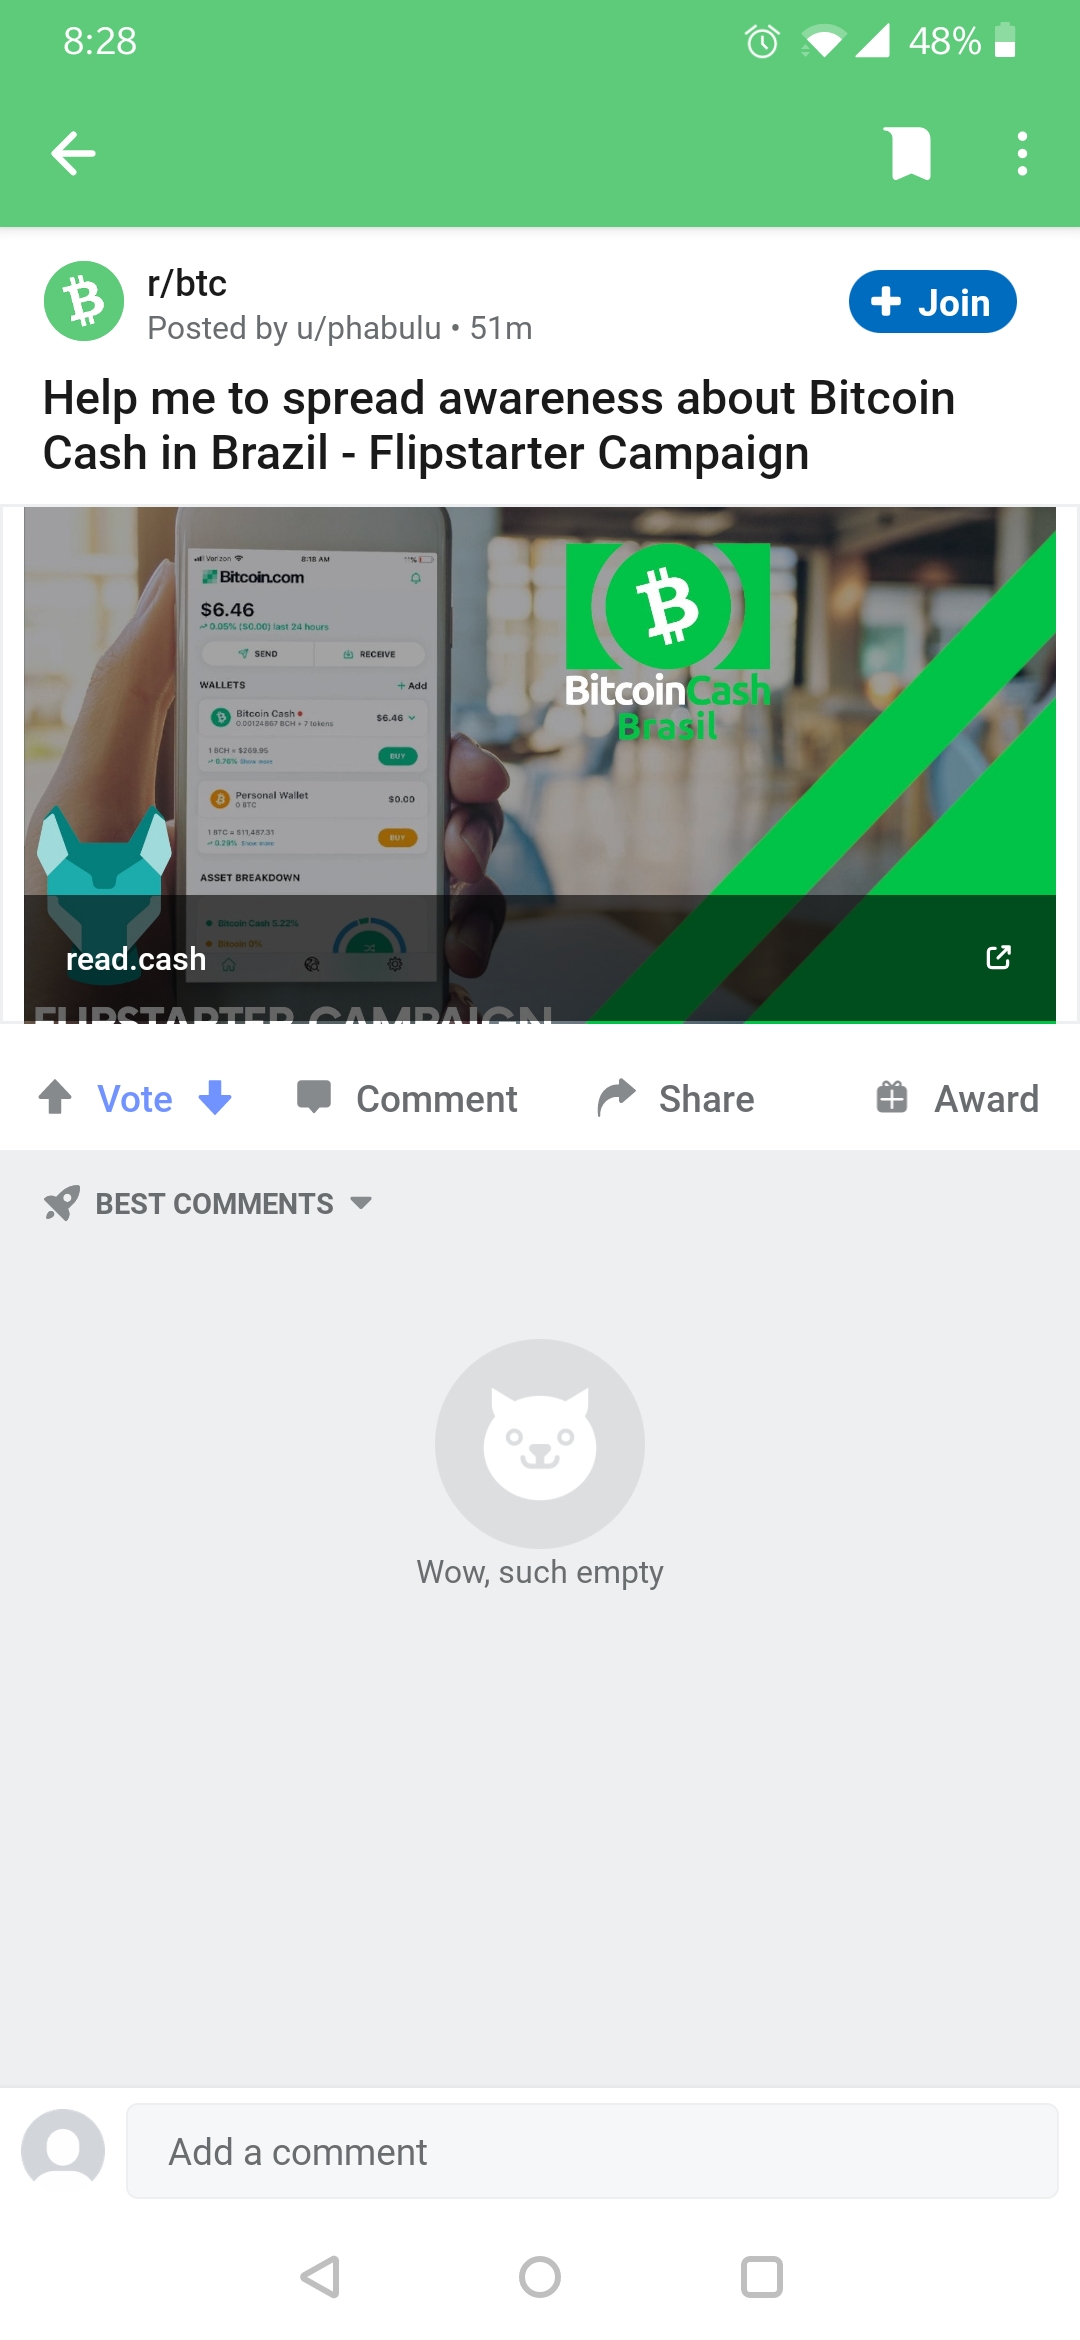 8:28
48%
r/btc
Posted by u/phabulu • 51m
Join
Help me to spread awareness about Bitcoin
Cash in Brazil - Flipstarter Campaign
Verizon
8:18 AM
Bitcoin.com
$6.46
0.05% ($0.00) last 24 hours
SEND
RECEIVE
WALLETS
+ Add
Bitcoin Cash
$6.46
0.00124867 BCH + 7 tokens
1 BCH = $269.95
0.76% Show more
BUY
Personal Wallet
$0.00
0 BTC
1 BTC = $11,487.31
0.29% Show more
BUY
ASSET BREAKDOWN
Bitcoin Cash 5.22%
Bitcoin 0%
BitcoinCash
Brasil
read.cash
FLIPSTARTER CAMPAIGN
Vote
Comment
Share
Award
BEST COMMENTS
Wow, such empty
Add a comment